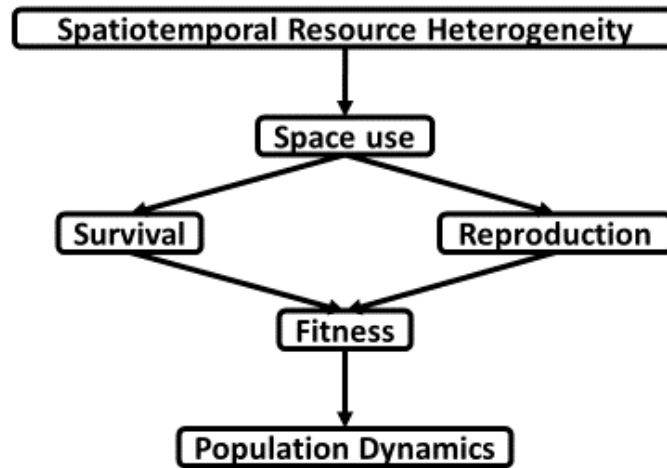 Spatiotemporal Resource Heterogeneity
Space use
Survival
Reproduction
Fitness
Population Dynamics